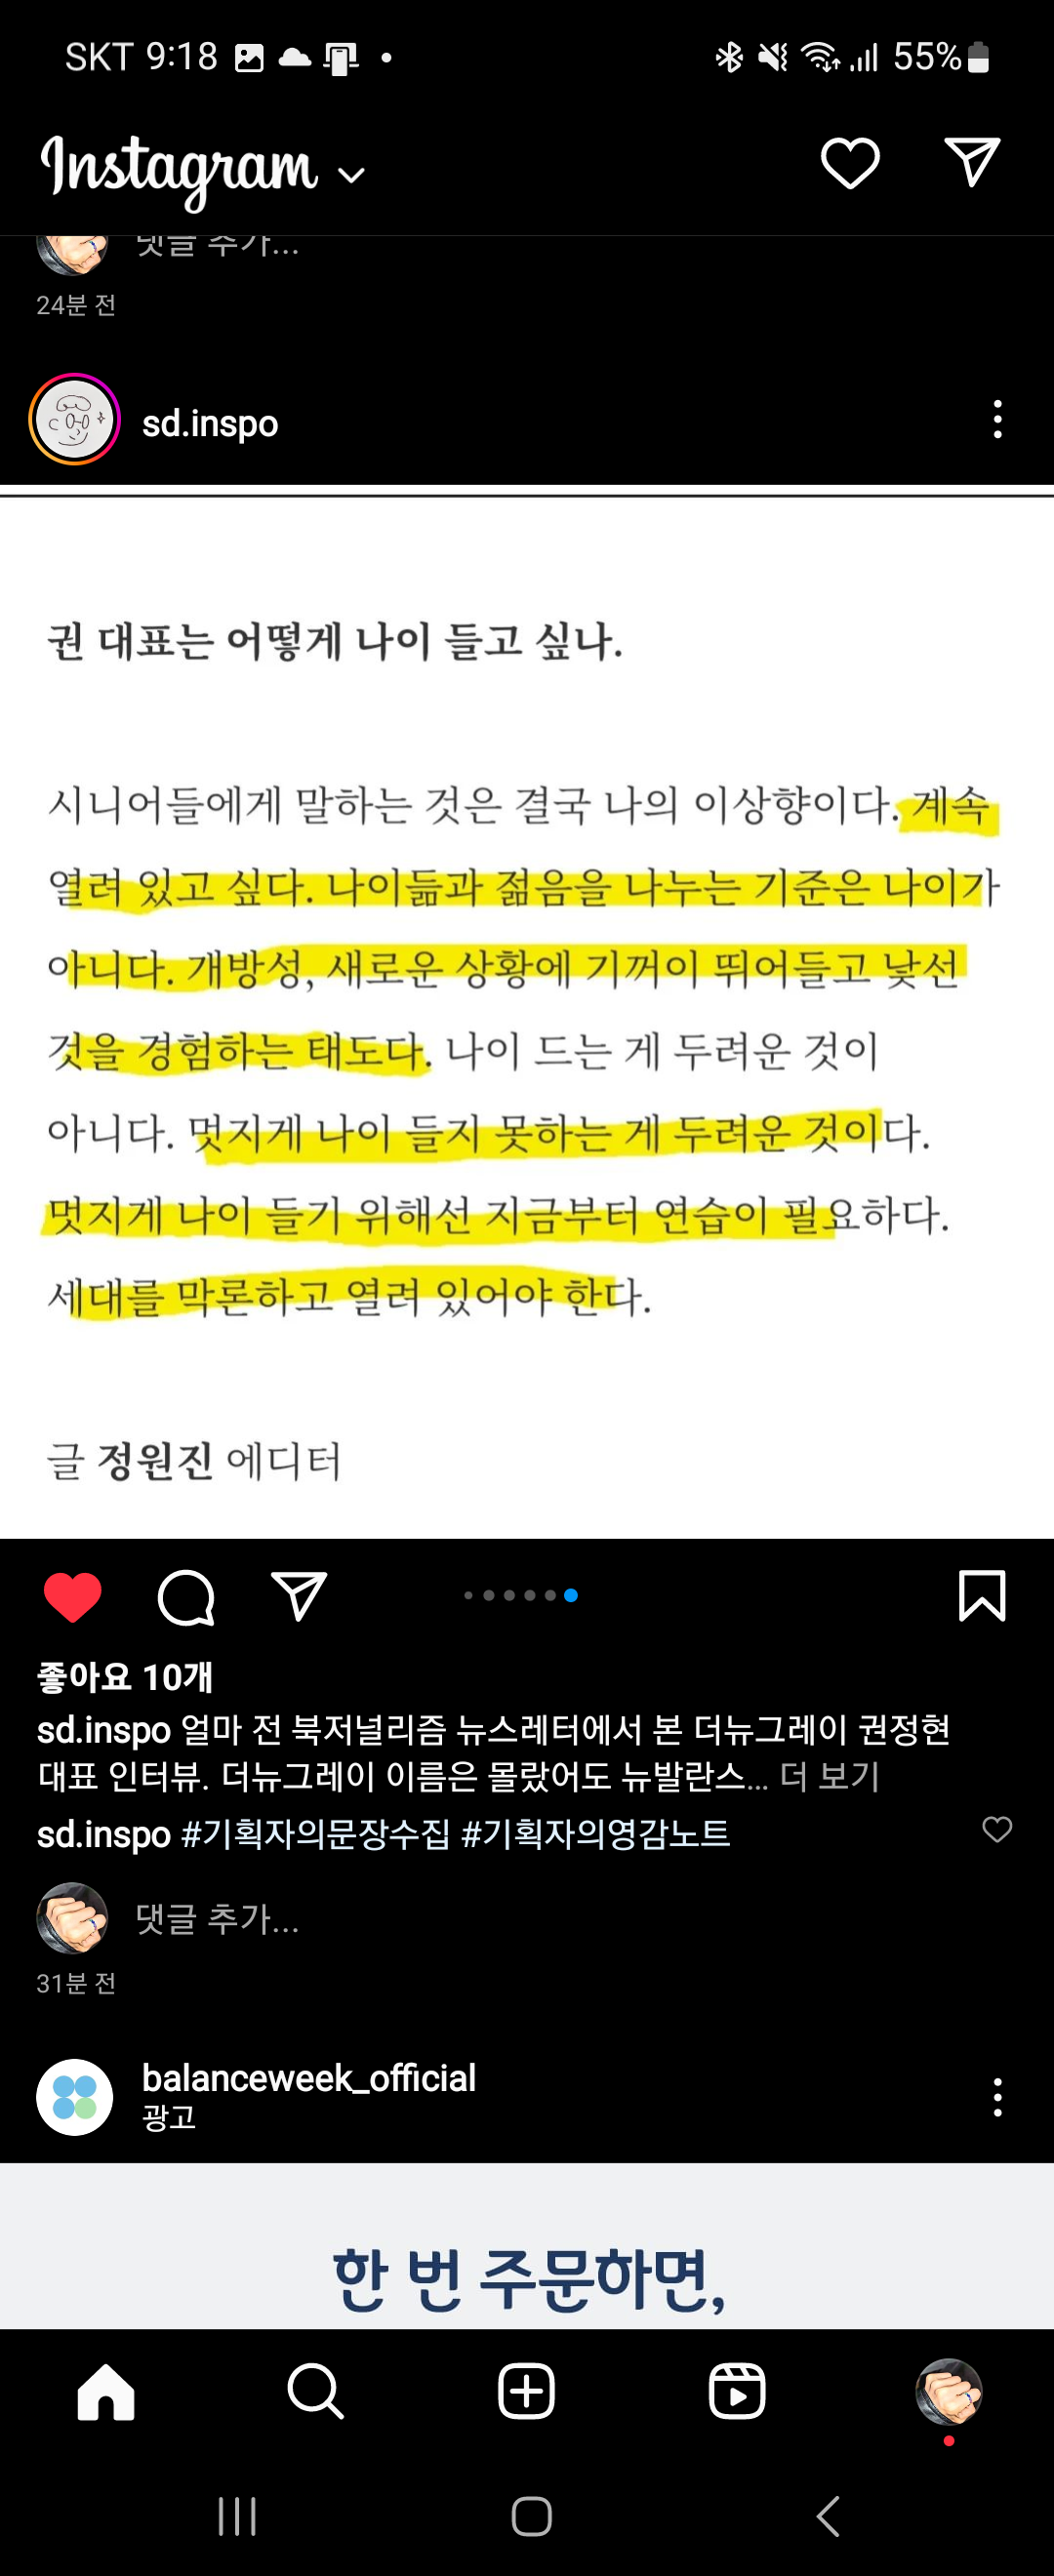 SKT 9:18
55%
Instagram
댓글 추가...
24분 전
sd.inspo
권 대표는 어떻게 나이 들고 싶나.
시니어들에게 말하는 것은 결국 나의 이상향이다. 계속
열려 있고 싶다. 나이듦과 젊음을 나누는 기준은 나이가
아니다. 개방성, 새로운 상황에 기꺼이 뛰어들고 낯선
것을 경험하는 태도다. 나이 드는 게 두려운 것이
아니다. 멋지게 나이 들지 못하는 게 두려운 것이다.
멋지게 나이 들기 위해선 지금부터 연습이 필요하다.
세대를 막론하고 열려 있어야 한다.
글 정원진 에디터
좋아요 10개
sd.inspo 얼마 전 북저널리즘 뉴스레터에서 본 더뉴그레이 권정현
대표 인터뷰. 더뉴그레이 이름은 몰랐어도 뉴발란스... 더 보기
sd.inspo #기획자의문장수집 #기획자의영감노트
댓글 추가...
31분 전
balanceweek_official
광고
한 번 주문하면,